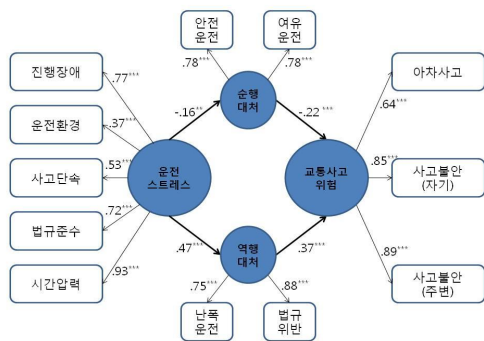 안전
운전
여유
운전
진행장애
.78***
.78***
아차사고
.77***
순행
대처
.64***
운전환경
.37***
-.16**
-.22 ***
사고단속
.53***
운전
스트레스
교통사고
위험
.85***
사고불안
(자기)
법규준수
.72***
.47***
역행
대처
.37***
.89***
시간압력
.93***
.75***
.88***
사고불안
(주변)
난폭
운전
법규
위반